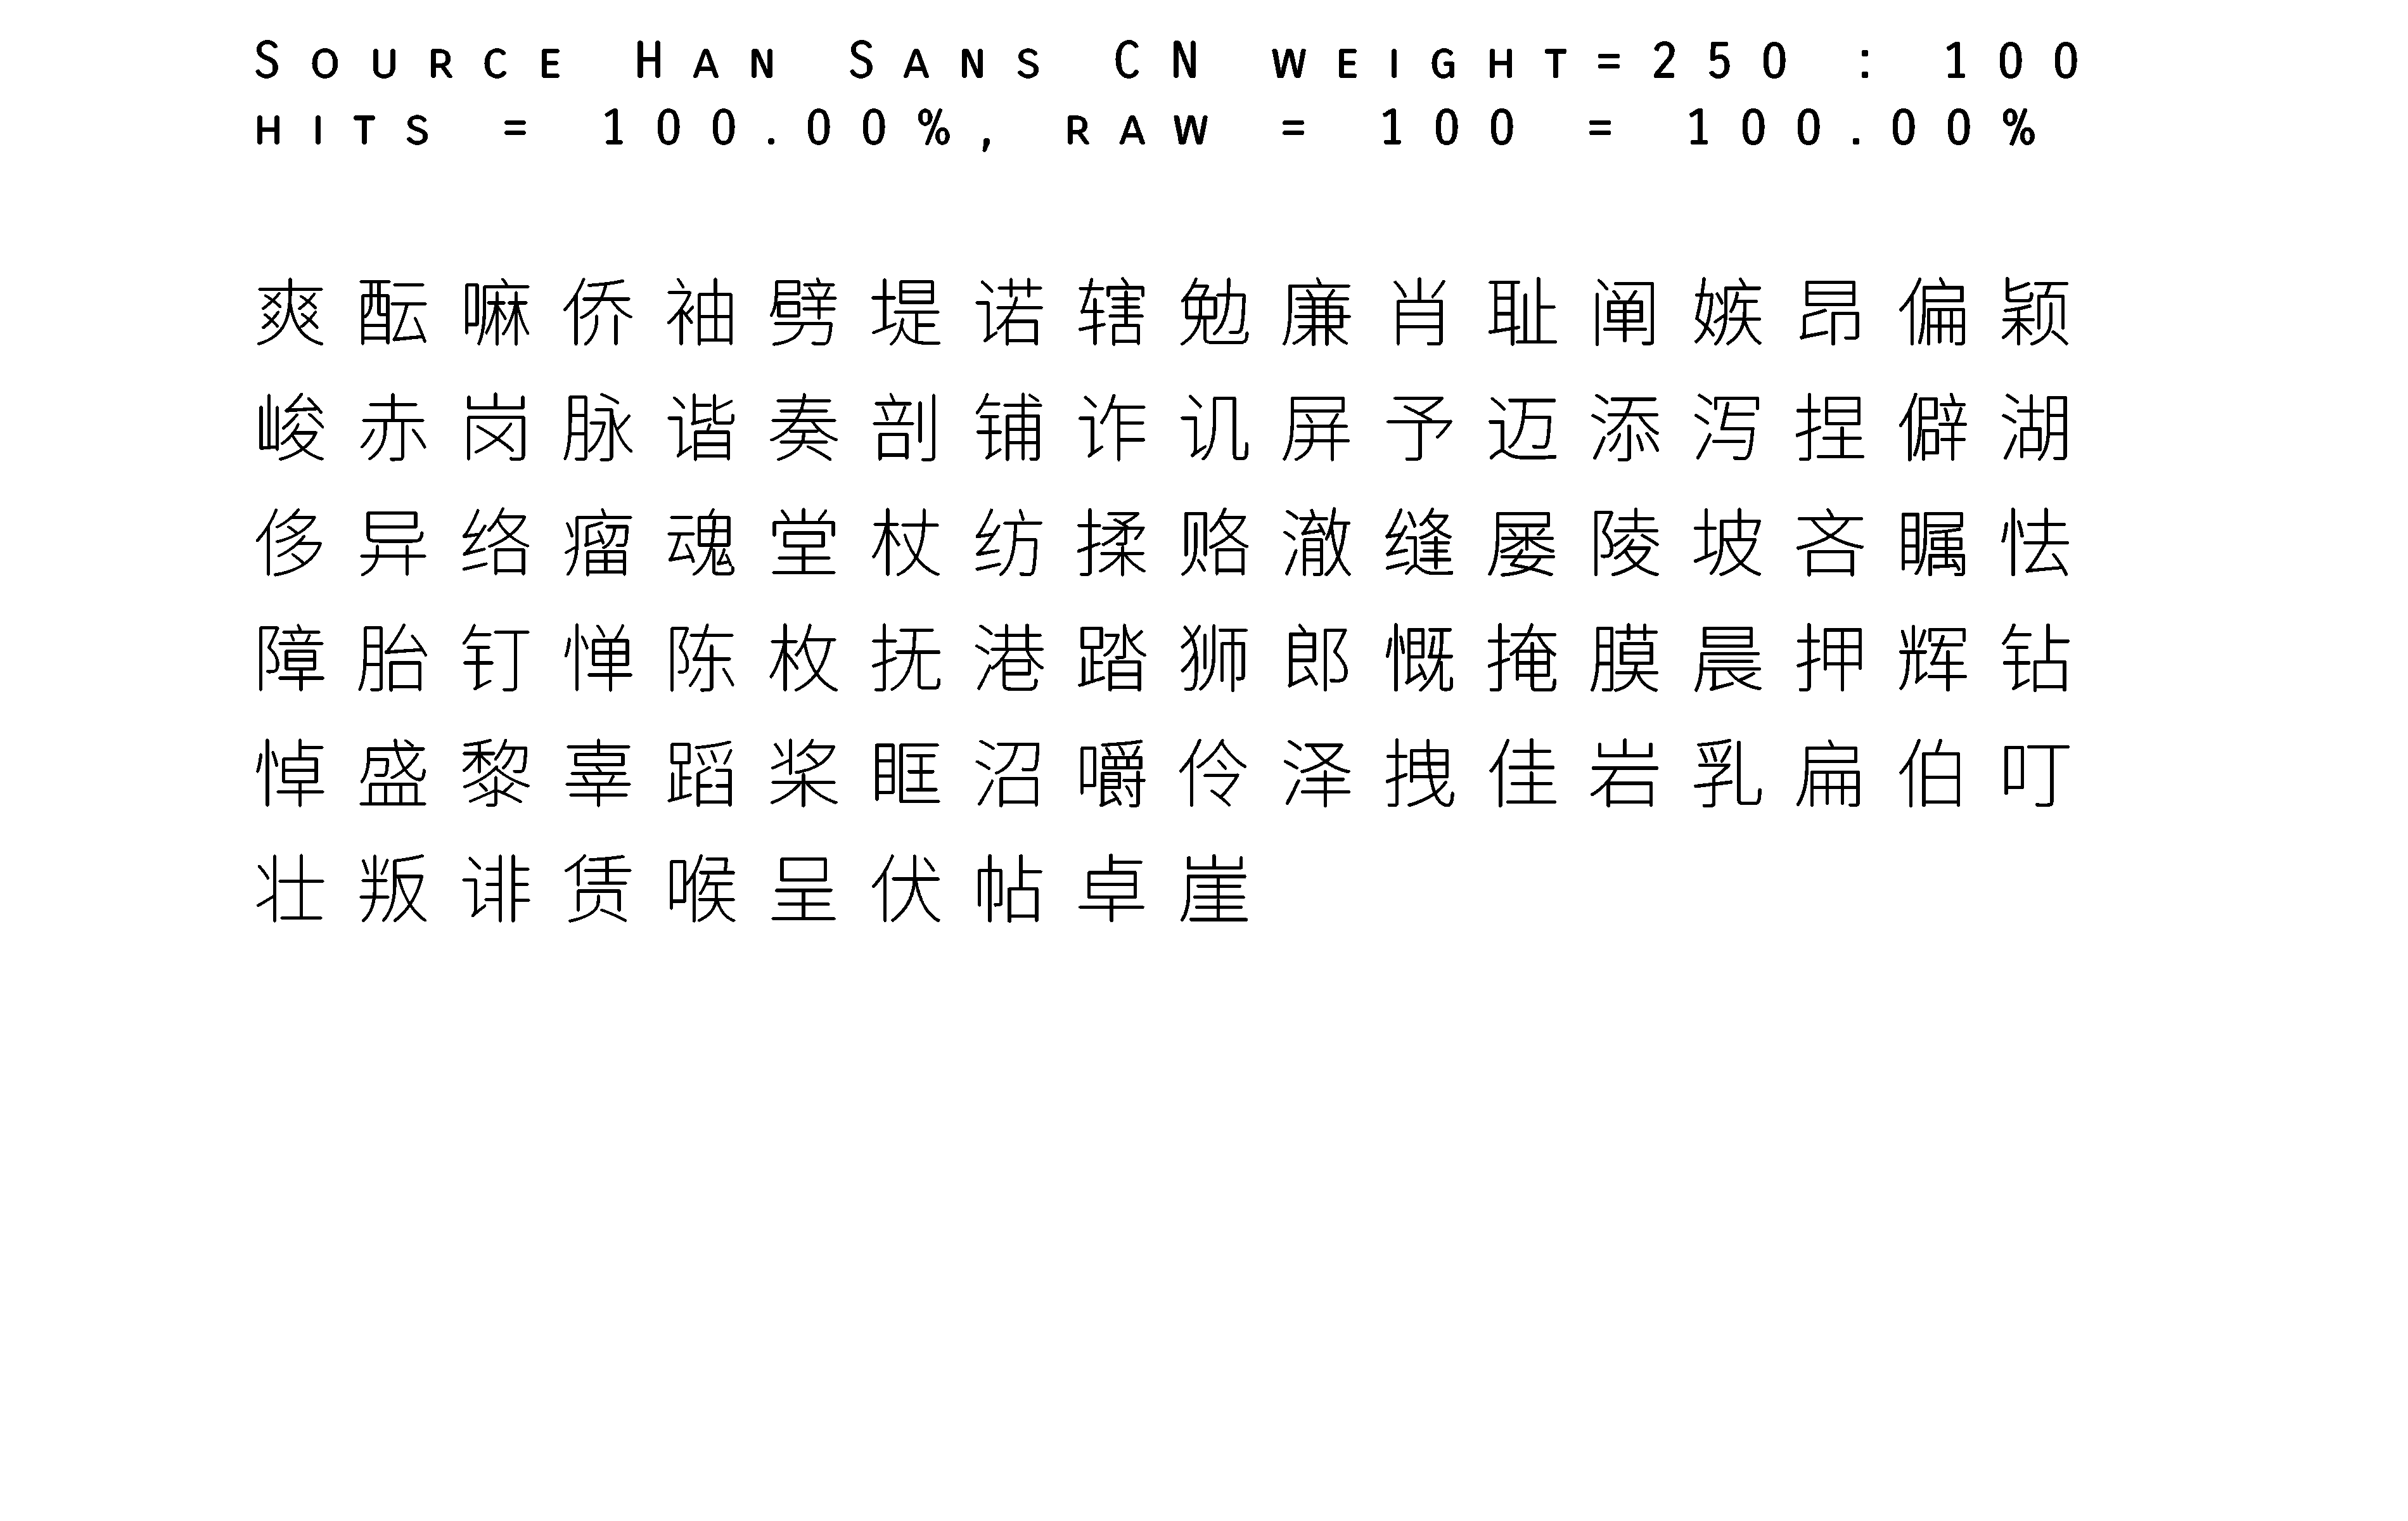 Source Han Sans CN weight=250 : 100
hits = 100.00%, raw = 100 = 100.00%
爽酝嘛侨袖劈堤诺辖勉廉肖耻阐嫉昂偏颖
峻赤岗脉谐奏剖铺诈讥屏予迈添泻捏僻湖
侈异络瘤魂堂杖纺揉赂澈缝屡陵坡吝瞩怯
障胎钉惮陈枚抚港踏狮郎慨掩膜晨押辉钻
悼盛黎辜蹈桨眶沼嚼伶泽拽佳岩乳扁伯叮
壮叛诽赁喉呈伏帖卓崖